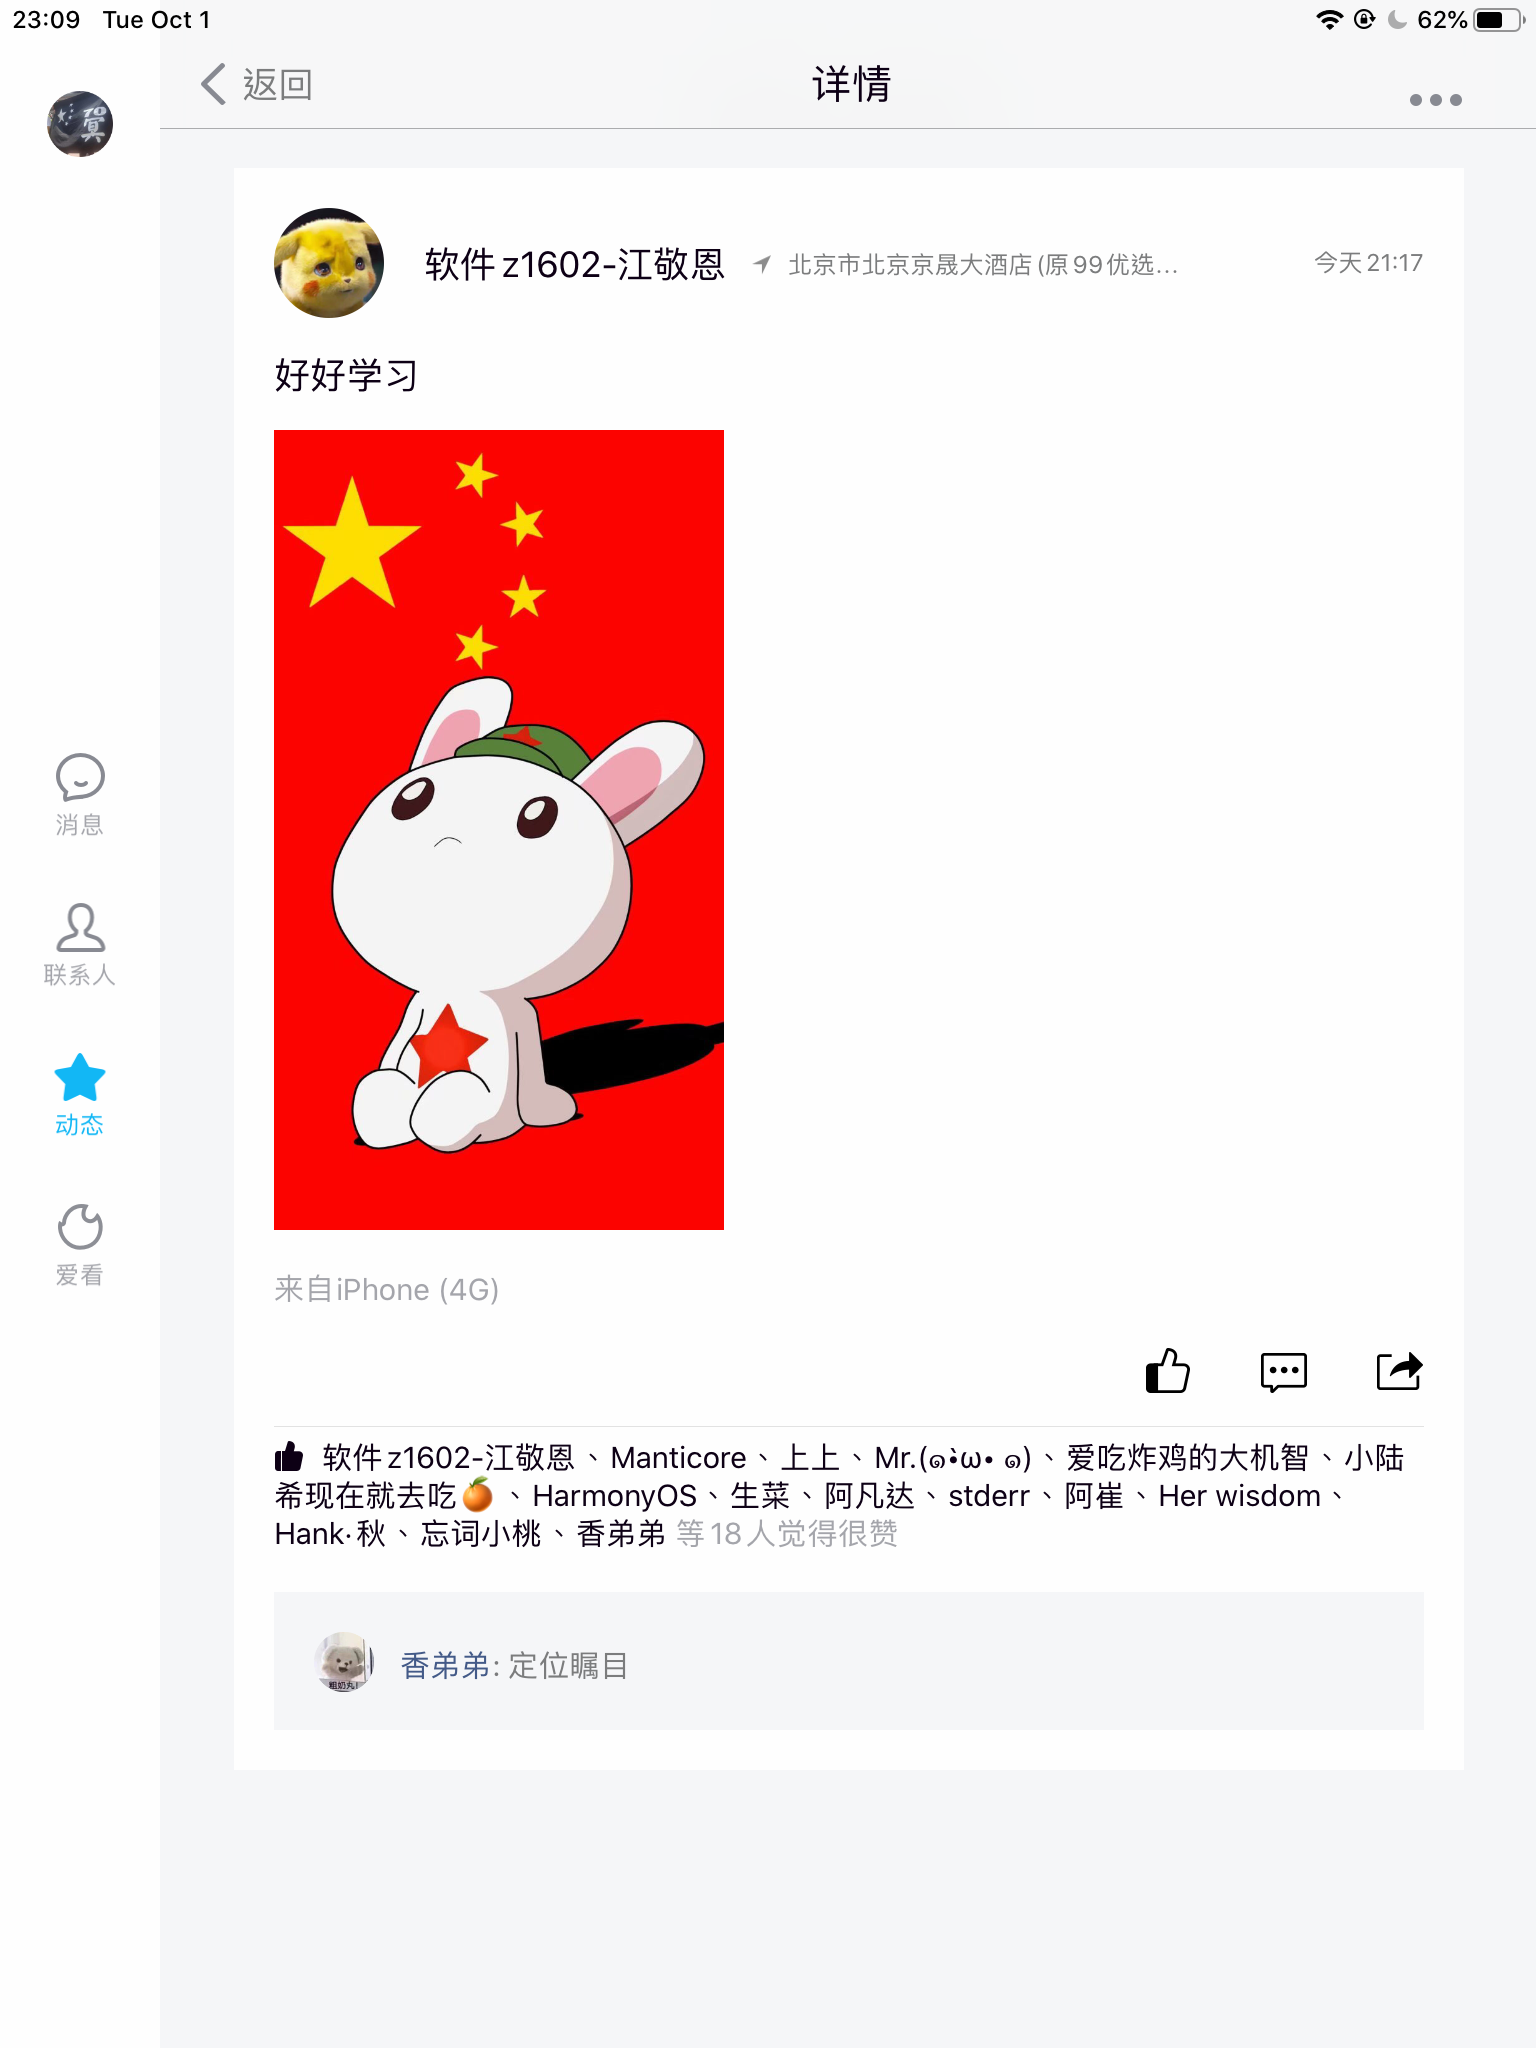 23:09 Tue Oct 1
62%
返回
详情
软件z1602-江敬恩
北京市北京京晟大酒店(原99优选...
今天21:17
好好学习
消息
联系人
动态
爱看
来自iPhone (4G)
软件z1602-江敬恩、Manticore、上上、Mr.(๑•̀ω• ๑)、爱吃炸鸡的大机智、小陆
希现在就去吃🍊、HarmonyOS、生菜、阿凡达、stderr、阿崔、Her wisdom、
Hank·秋、忘词小桃、香弟弟 等18人觉得很赞
香弟弟: 定位瞩目